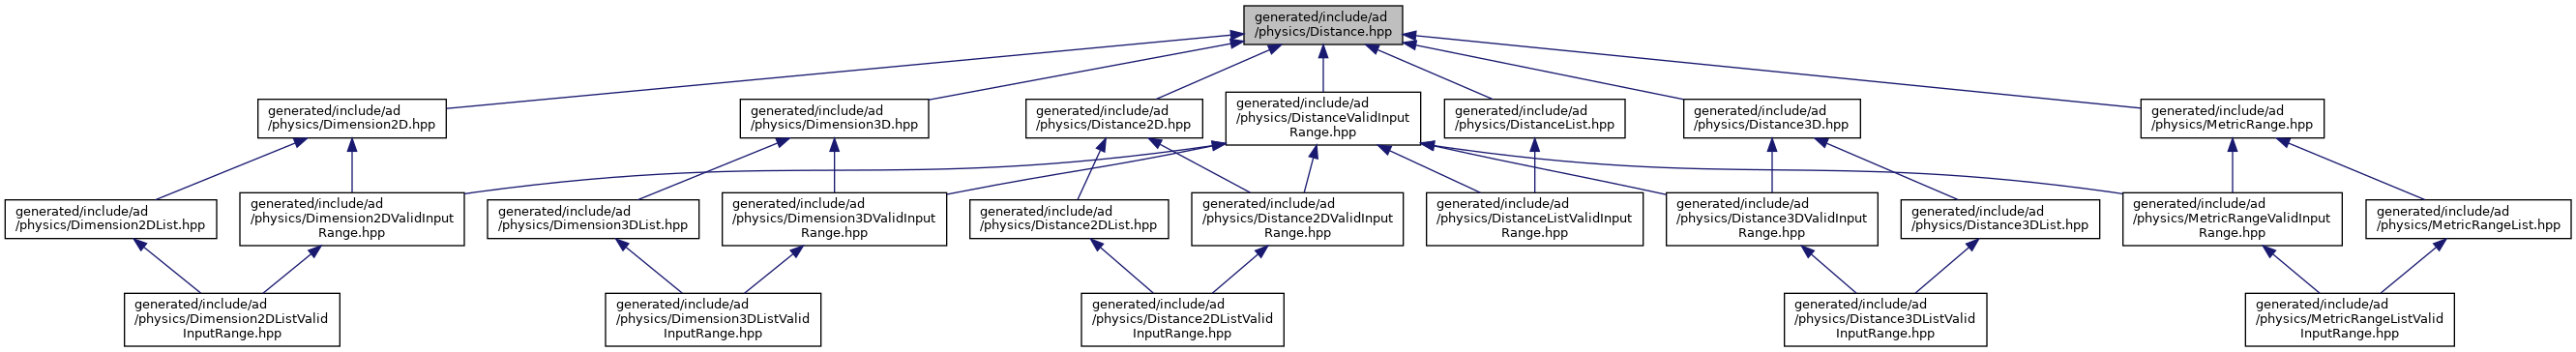 generated/include/ad
/physics/Distance.hpp
generated/include/ad
/physics/Dimension2D.hpp
generated/include/ad
/physics/Dimension3D.hpp
generated/include/ad
/physics/Distance2D.hpp
generated/include/ad
/physics/DistanceValidInput
Range.hpp
generated/include/ad
/physics/DistanceList.hpp
generated/include/ad
/physics/Distance3D.hpp
generated/include/ad
/physics/MetricRange.hpp
generated/include/ad
/physics/Dimension2DList.hpp
generated/include/ad
/physics/Dimension2DValidInput
Range.hpp
generated/include/ad
/physics/Dimension3DList.hpp
generated/include/ad
/physics/Dimension3DValidInput
Range.hpp
generated/include/ad
/physics/Distance2DList.hpp
generated/include/ad
/physics/Distance2DValidInput
Range.hpp
generated/include/ad
/physics/DistanceListValidInput
Range.hpp
generated/include/ad
/physics/Distance3DValidInput
Range.hpp
generated/include/ad
/physics/Distance3DList.hpp
generated/include/ad
/physics/MetricRangeValidInput
Range.hpp
generated/include/ad
/physics/MetricRangeList.hpp
generated/include/ad
/physics/Dimension2DListValid
InputRange.hpp
generated/include/ad
/physics/Dimension3DListValid
InputRange.hpp
generated/include/ad
/physics/Distance2DListValid
InputRange.hpp
generated/include/ad
/physics/Distance3DListValid
InputRange.hpp
generated/include/ad
/physics/MetricRangeListValid
InputRange.hpp